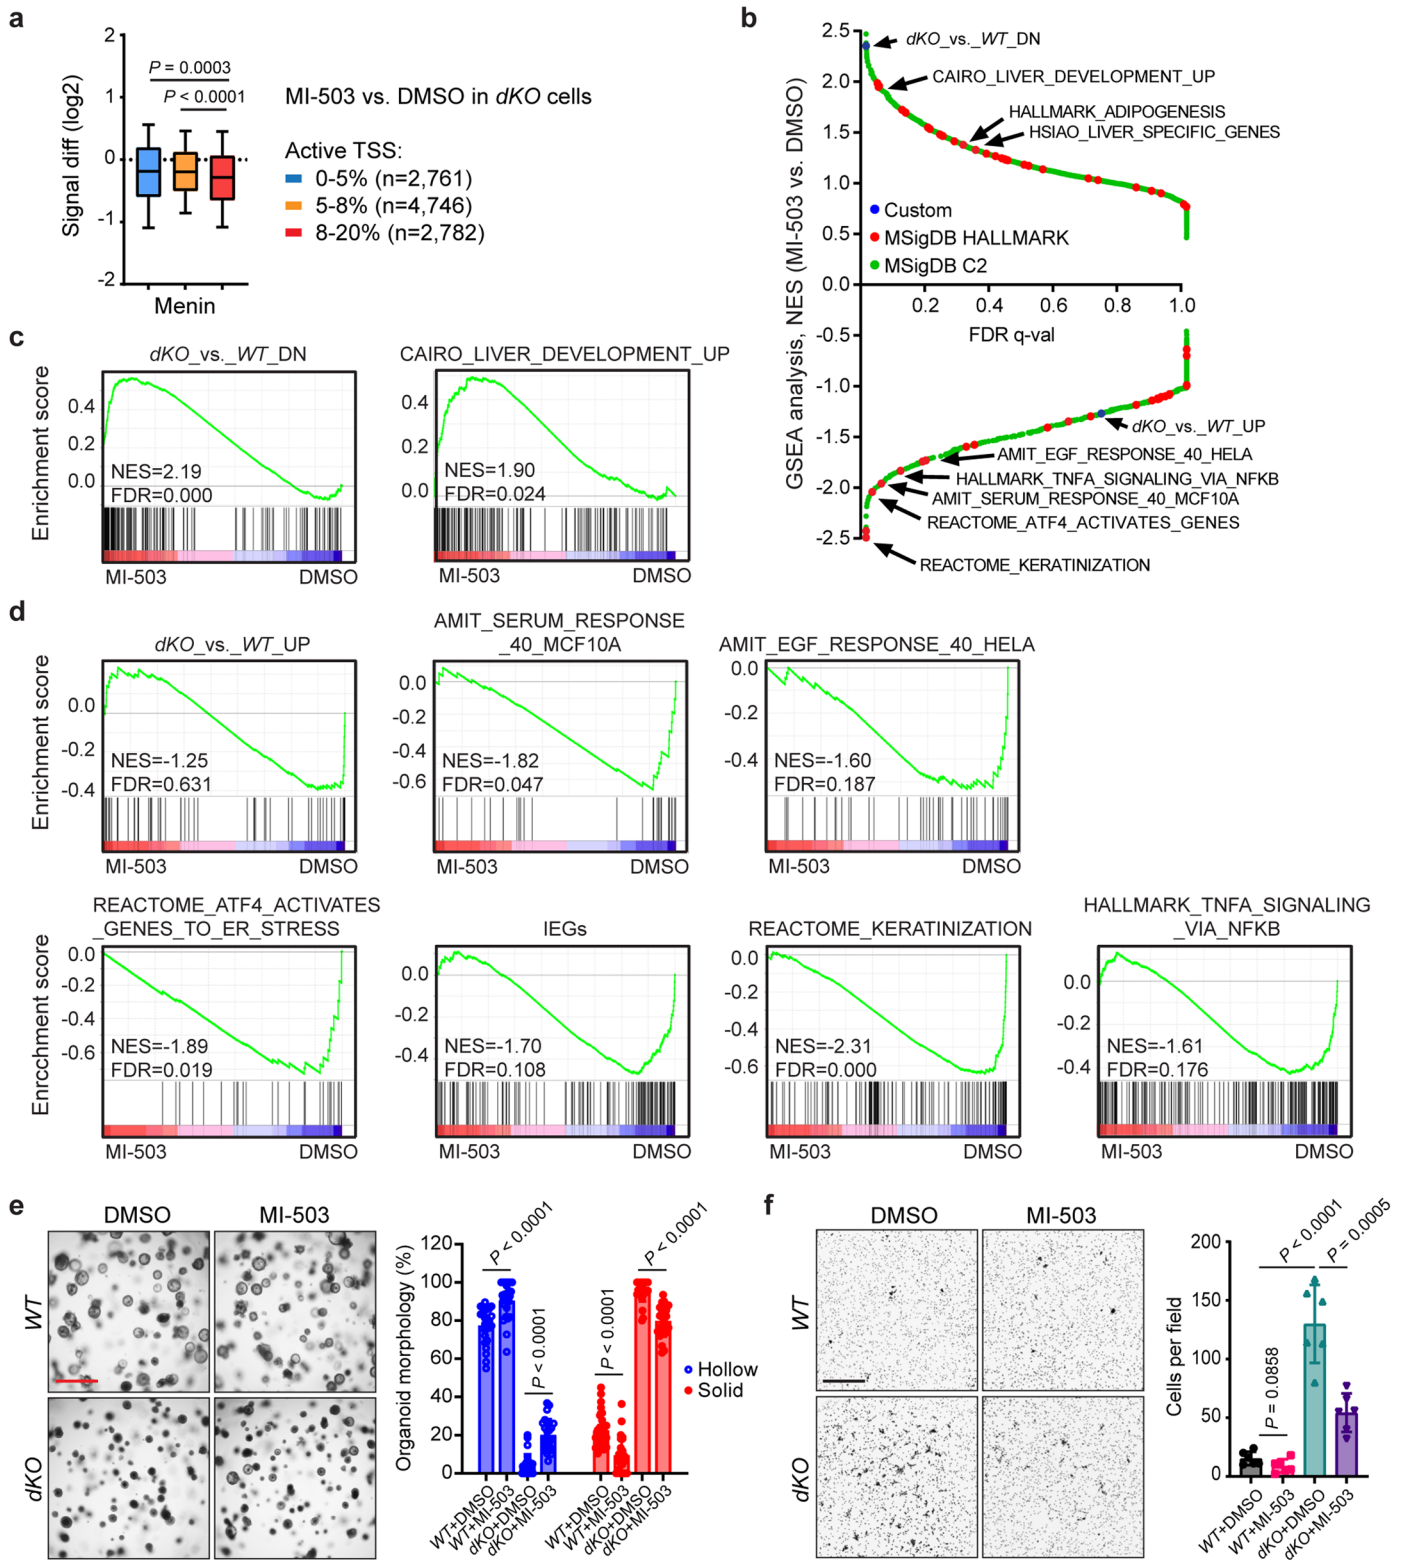 a
2
1
0
-1
-2
Signal diff (log2)
P = 0.0003
P < 0.0001
Menin
MI-503 vs. DMSO in dKO cells
Active TSS:
0-5% (n=2,761)
5-8% (n=4,746)
8-20% (n=2,782)
b
GSEA analysis, NES (MI-503 vs. DMSO)
2.5
2.0
1.5
1.0
0.5
0.0
-0.5
-1.0
-1.5
-2.0
-2.5
dKO_vs._WT_DN
CAIRO_LIVER_DEVELOPMENT_UP
HALLMARK_ADIPOGENESIS
HSIAO_LIVER_SPECIFIC_GENES
Custom
MSigDB HALLMARK
MSigDB C2
0.2 0.4 0.6 0.8 1.0
FDR q-val
dKO_vs._WT_UP
AMIT_EGF_RESPONSE_40_HELA
HALLMARK_TNFA_SIGNALING_VIA_NFKB
AMIT_SERUM_RESPONSE_40_MCF10A
REACTOME_ATF4_ACTIVATES_GENES
REACTOME_KERATINIZATION
c
Enrichment score
dKO_vs._WT_DN
0.4
0.2
0.0
NES=2.19
FDR=0.000
MI-503 DMSO
CAIRO_LIVER_DEVELOPMENT_UP
0.4
0.2
0.0
NES=1.90
FDR=0.024
MI-503 DMSO
d
Enrichment score
dKO_vs._WT_UP
0.0
-0.2
-0.4
NES=-1.25
FDR=0.631
MI-503 DMSO
AMIT_SERUM_RESPONSE
_40_MCF10A
0.0
-0.2
-0.4
-0.6
NES=-1.82
FDR=0.047
MI-503 DMSO
AMIT_EGF_RESPONSE_40_HELA
0.0
-0.2
-0.4
NES=-1.60
FDR=0.187
MI-503 DMSO
Enrcchment score
REACTOME_ATF4_ACTIVATES
_GENES_TO_ER_STRESS
0.0
-0.2
-0.4
-0.6
NES=-1.89
FDR=0.019
MI-503 DMSO
IEGs
0.0
-0.2
-0.4
NES=-1.70
FDR=0.108
MI-503 DMSO
REACTOME_KERATINIZATION
0.0
-0.2
-0.4
-0.6
NES=-2.31
FDR=0.000
MI-503 DMSO
HALLMARK_TNFA_SIGNALING
_VIA_NFKB
0.0
-0.2
-0.4
NES=-1.61
FDR=0.176
MI-503 DMSO
e
DMSO MI-503
WT
dKO
Organoid morphology (%)
120
100
80
60
40
20
0
P < 0.0001
P < 0.0001
P < 0.0001
P < 0.0001
Hollow
Solid
WT+DMSO
WT+MI-503
dKO+DMSO
dKO+MI-503
WT+DMSO
WT+MI-503
dKO+DMSO
dKO+MI-503
f
DMSO MI-503
WT
dKO
Cells per field
200
150
100
50
0
P = 0.0858
P < 0.0001
P = 0.0005
WT+DMSO
WT+MI-503
dKO+DMSO
dKO+MI-503